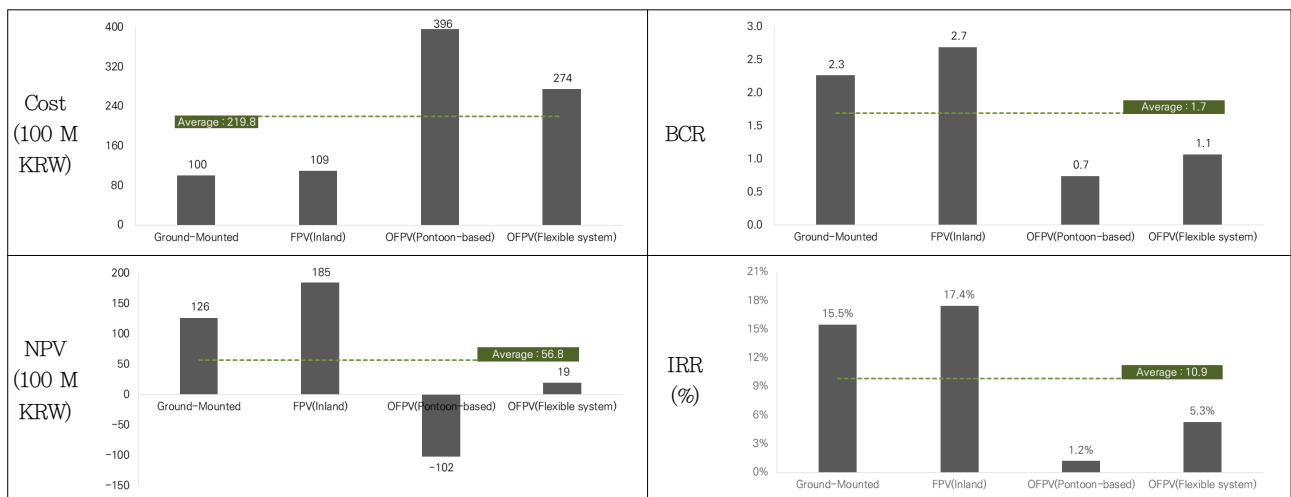 Cost
(100 M
KRW)
400
320
240
160
80
0
396
274
Average : 219.8
100
109
Ground-Mounted
FPV(Inland)
OFPV(Pontoon-based)
OFPV(Flexible system)
BCR
3.0
2.5
2.0
1.5
1.0
0.5
0.0
2.3
2.7
Average : 1.7
0.7
1.1
Ground-Mounted
FPV(Inland)
OFPV(Pontoon-based)
OFPV(Flexible system)
NPV
(100 M
KRW)
200
150
100
50
0
-50
-100
-150
126
185
Average : 56.8
19
-102
Ground-Mounted
FPV(Inland)
OFPV(Pontoon-based)
OFPV(Flexible system)
IRR
(%)
21%
18%
15%
12%
9%
6%
3%
0%
15.5%
17.4%
Average : 10.9
1.2%
5.3%
Ground-Mounted
FPV(Inland)
OFPV(Pontoon-based)
OFPV(Flexible system)